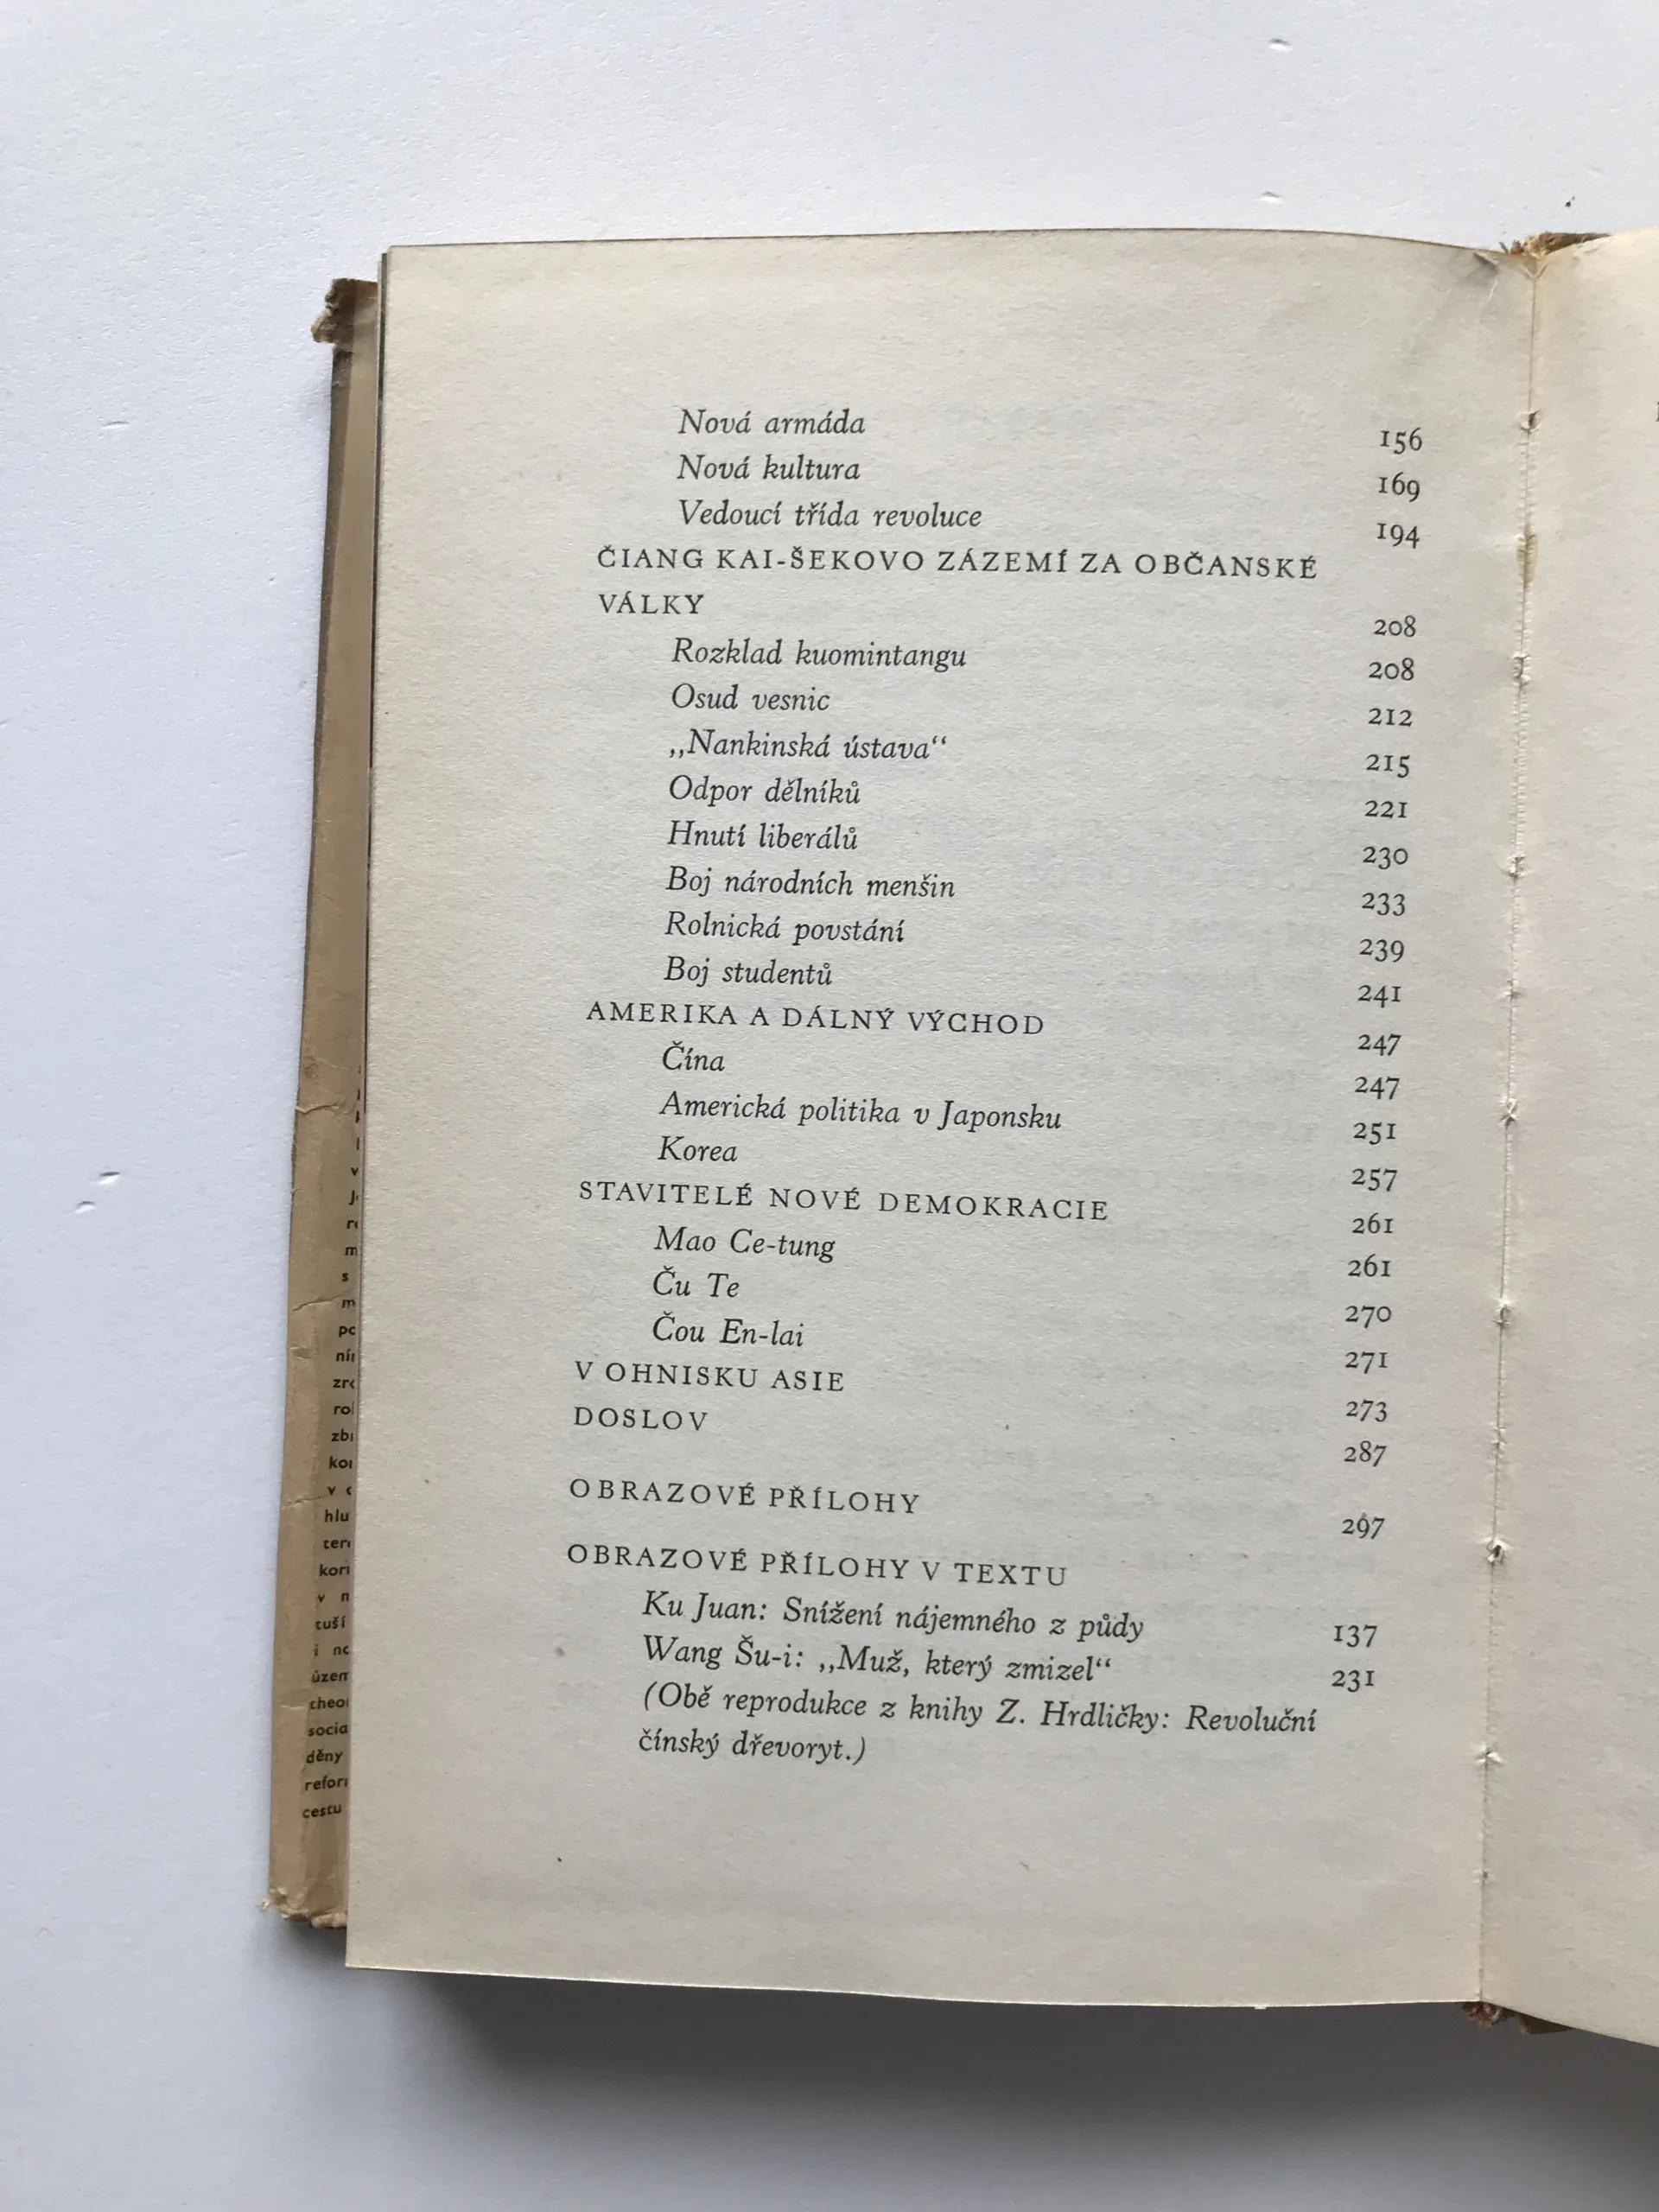 Nová armáda 156
Nová kultura 169
Vedoucí třída revoluce 194
ČIANG KAI-ŠEKOVO ZÁZEMÍ ZA OBČANSKÉ
VÁLKY 208
Rozklad kuomintangu 208
Osud vesnic 212
„Nankinská ústava“ 215
Odpor dělníků 221
Hnutí liberálů 230
Boj národních menšin 233
Rolnická povstání 239
Boj studentů 241
AMERIKA A DÁLNÝ VÝCHOD 247
Čína 247
Americká politika v Japonsku 251
Korea 257
STAVITELÉ NOVÉ DEMOKRACIE 261
Mao Ce-tung 261
Ču Te 270
Čou En-lai 271
V OHNISKU ASIE 273
DOSLOV 287
OBRAZOVÉ PŘÍLOHY 297
OBRAZOVÉ PŘÍLOHY V TEXTU
Ku Juan: Snížení nájemného z půdy 137
Wang Šu-i: „Muž, který zmizel“ 231
(Obě reprodukce z knihy Z. Hrdličky: Revoluční
čínský dřevoryt.)